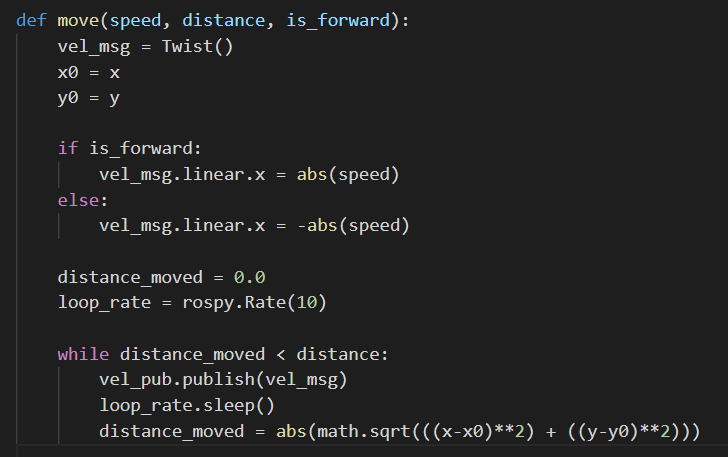 def move(speed, distance, is_forward):
    vel_msg = Twist()
    x0 = x
    y0 = y

    if is_forward:
        vel_msg.linear.x = abs(speed)
    else:
        vel_msg.linear.x = -abs(speed)

    distance_moved = 0.0
    loop_rate = rospy.Rate(10)

    while distance_moved < distance:
        vel_pub.publish(vel_msg)
        loop_rate.sleep()
        distance_moved = abs(math.sqrt(((x-x0)**2) + ((y-y0)**2)))